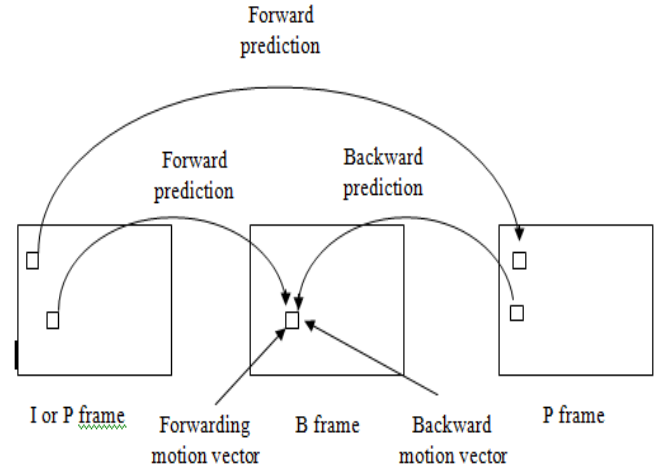 Forward
prediction
Forward
prediction
Backward
prediction
I or P frame
Forwarding
motion vector
B frame
Backward
motion vector
P frame